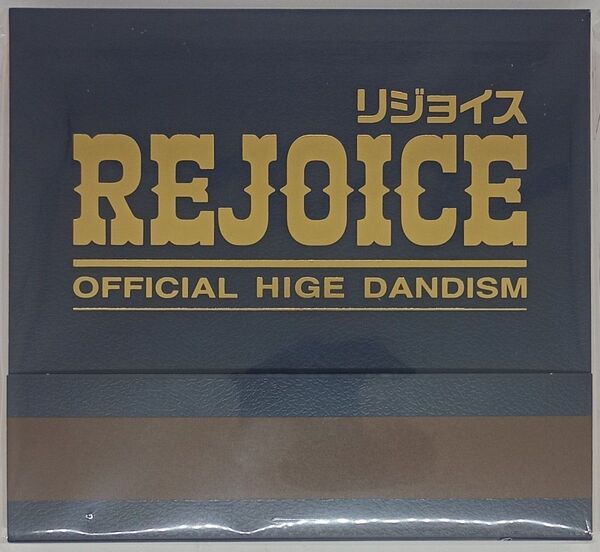 リジョイス
REJOICE
OFFICIAL HIGE DANDISM